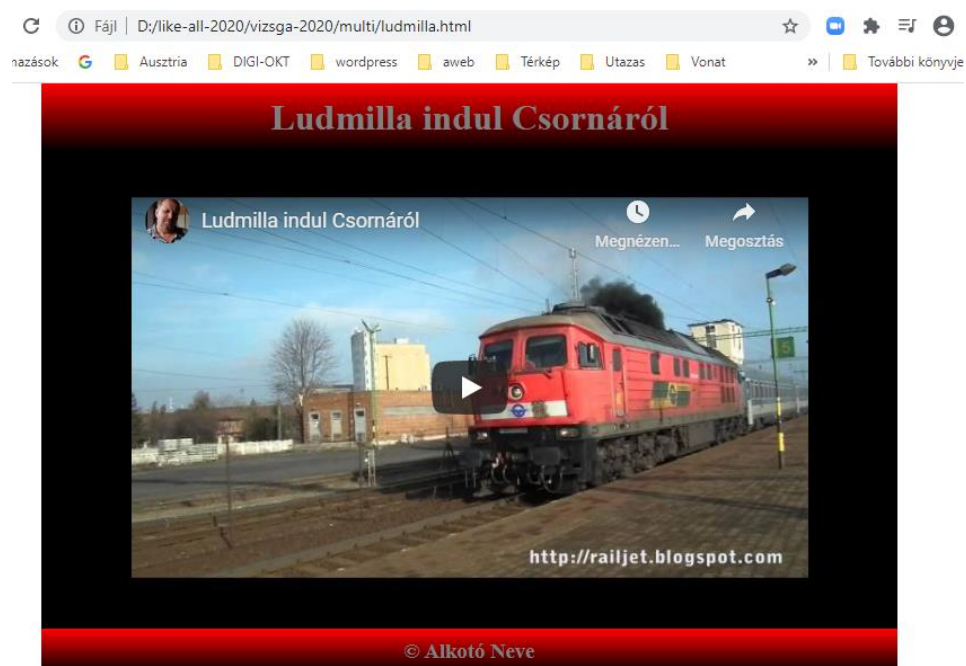 Fájl | D:/like-all-2020/vizsga-2020/multi/ludmilla.html
nazások Ausztria DIGI-OKT wordpress aweb Térkép Utazas Vonat » További könyvje
Ludmilla indul Csornáról
Ludmilla indul Csornáról
Megnézen... Megosztás
5
http://railjet.blogspot.com
© Alkotó Neve